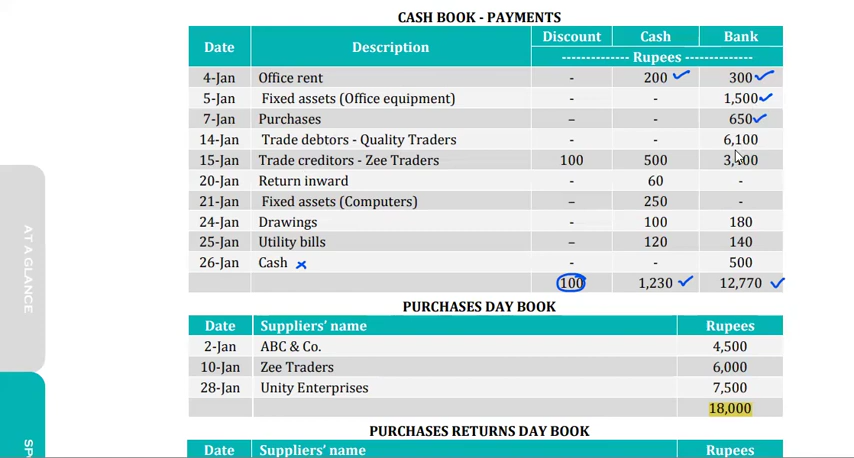 CASH BOOK - PAYMENTS
Date Description Discount Cash Bank
--------------- Rupees ---------------
4-Jan Office rent - 200 300
5-Jan Fixed assets (Office equipment) - - 1,500
7-Jan Purchases – - 650
14-Jan Trade debtors - Quality Traders - - 6,100
15-Jan Trade creditors - Zee Traders 100 500 3,400
20-Jan Return inward - 60 -
21-Jan Fixed assets (Computers) – 250 -
24-Jan Drawings - 100 180
25-Jan Utility bills – 120 140
26-Jan Cash - - 500
100 1,230 12,770
PURCHASES DAY BOOK
Date Suppliers' name Rupees
2-Jan ABC & Co. 4,500
10-Jan Zee Traders 6,000
28-Jan Unity Enterprises 7,500
18,000
PURCHASES RETURNS DAY BOOK
Date Suppliers' name Rupees
AT A GLANCE